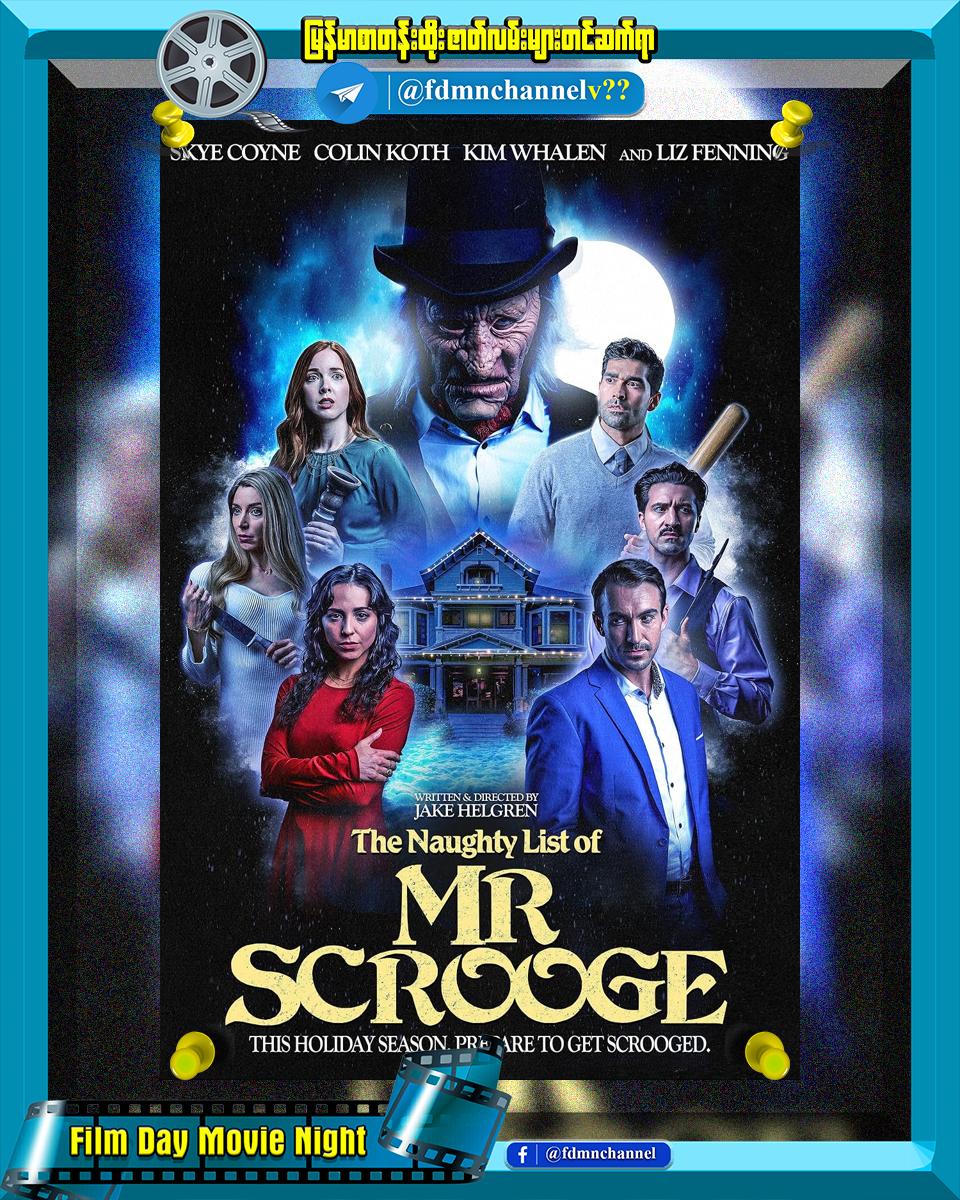 မြန်မာစာတန်းထိုး ဇာတ်လမ်းများတင်ဆက်ရာ
@fdmnchannelv??
SKYE COYNE COLIN KOTH KIM WHALEN AND LIZ FENNING
WRITTEN & DIRECTED BY
JAKE HELGREN
The Naughty List of
MR
SCROOGE
THIS HOLIDAY SEASON, PREPARE TO GET SCROOGED.
Film Day Movie Night
f @fdmnchannel